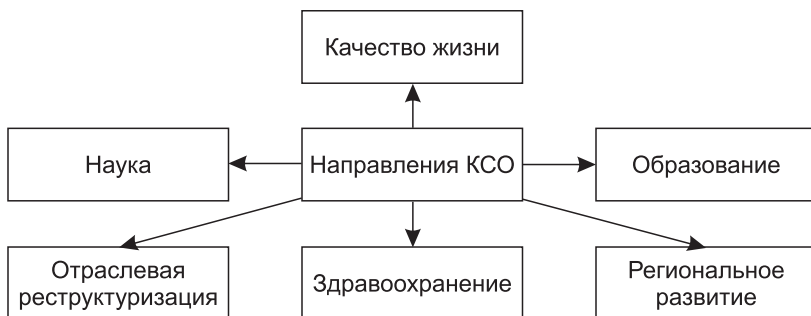 Качество жизни
Наука
Направления КСО
Образование
Отраслевая
реструктуризация
Здравоохранение
Региональное
развитие